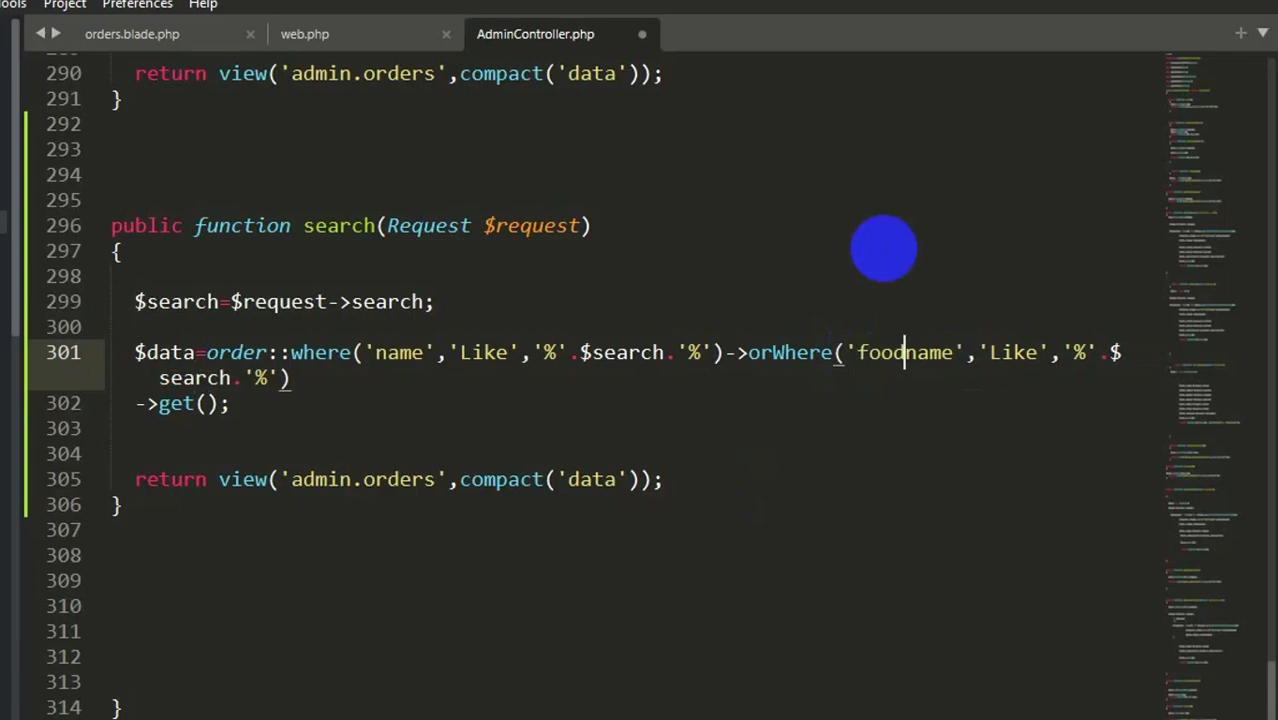 ools Project Preferences Help
orders.blade.php × web.php × AdminController.php
290 return view('admin.orders',compact('data'));
291 }
292
293
294
295
296 public function search(Request $request)
297 {
298
299 $search=$request->search;
300
301 $data=order::where('name','Like','%'.$search.'%')->orWhere('foodname','Like','%'.$
search.'%')
302 ->get();
303
304
305 return view('admin.orders',compact('data'));
306 }
307
308
309
310
311
312
313
314 }